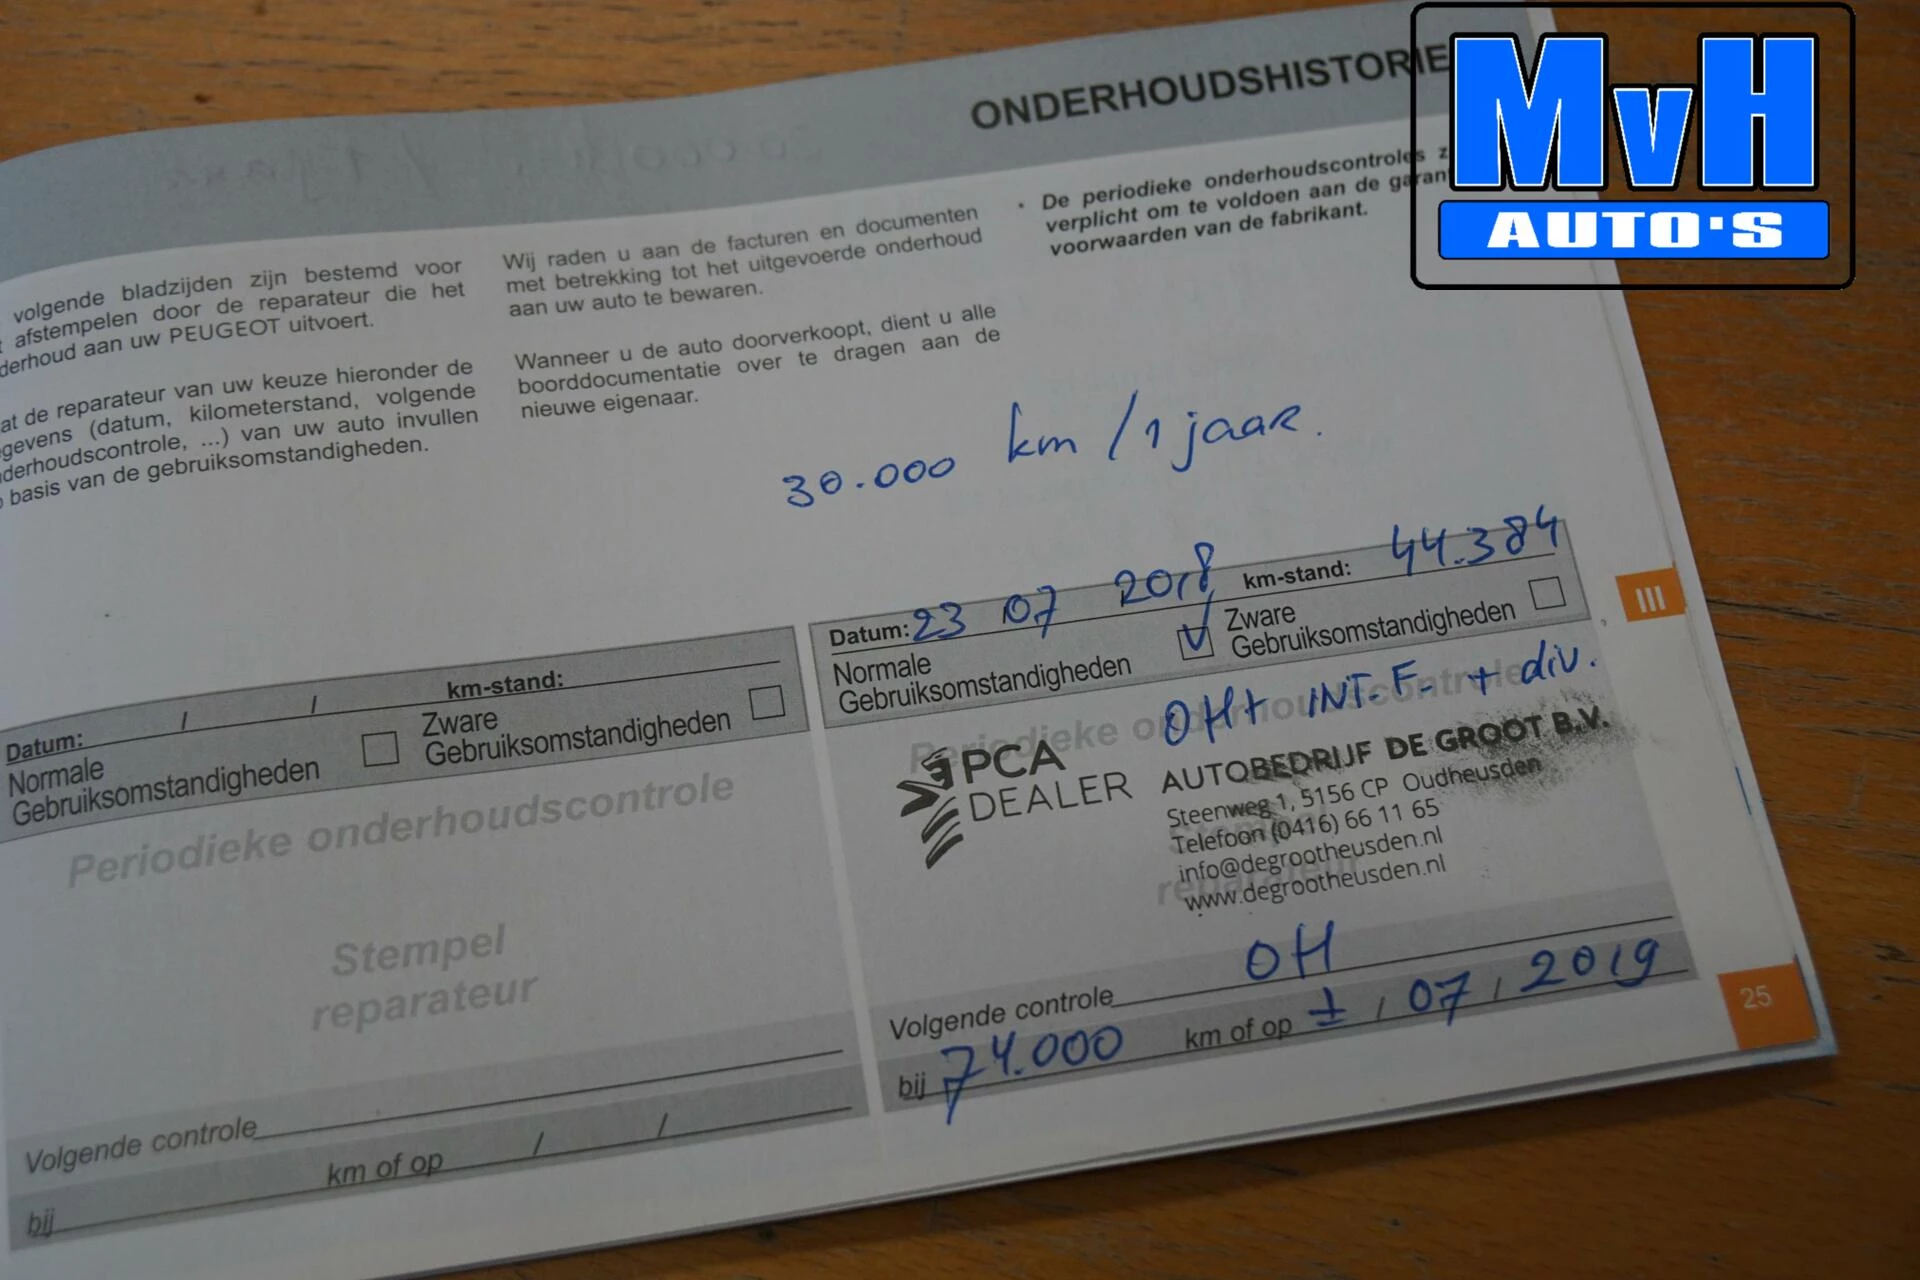 ONDERHOUDSHISTORIE
MvH
AUTO'S
volgende bladzijden zijn bestemd voor
afstempelen door de reparateur die het
derhoud aan uw PEUGEOT uitvoert.
at de reparateur van uw keuze hieronder de
gevens (datum, kilometerstand, volgende
derhoudscontrole, ...) van uw auto invullen
basis van de gebruiksomstandigheden.
Wij raden u aan de facturen en documenten
met betrekking tot het uitgevoerde onderhoud
aan uw auto te bewaren.
Wanneer u de auto doorverkoopt, dient u alle
boorddocumentatie over te dragen aan de
nieuwe eigenaar.
• De periodieke onderhoudscontroles z
verplicht om te voldoen aan de garan
voorwaarden van de fabrikant.
30.000 km / 1 jaar.
Datum: / / km-stand:
Normale
Gebruiksomstandigheden
Zware
Gebruiksomstandigheden
Periodieke onderhoudscontrole
Stempel
reparateur
Volgende controle
bij km of op / /
Datum: 23 07 2018 km-stand: 44.384
Normale
Gebruiksomstandigheden
Zware
Gebruiksomstandigheden
OH+ INT. F. + div.
Periodieke onderhoudscontrole
PCA
DEALER
AUTOBEDRIJF DE GROOT B.V.
Steenweg 1, 5156 CP Oudheusden
Telefoon (0416) 66 11 65
info@degrootheusden.nl
www.degrootheusden.nl
Stempel
reparateur
Volgende controle OH
bij 74.000 km of op ± / 07 / 2019
III
25